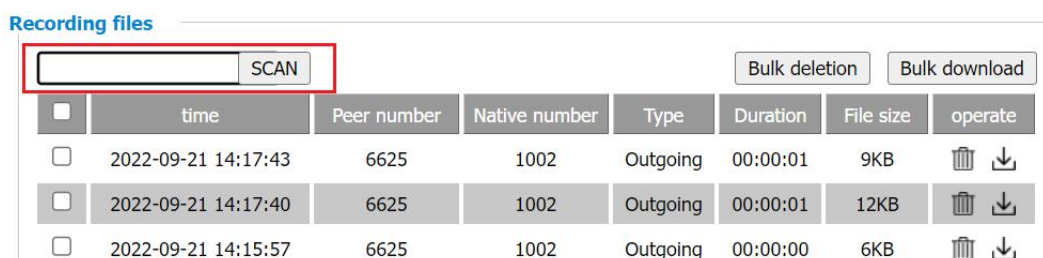 Recording files
SCAN Bulk deletion Bulk download
time Peer number Native number Type Duration File size operate
2022-09-21 14:17:43 6625 1002 Outgoing 00:00:01 9KB
2022-09-21 14:17:40 6625 1002 Outgoing 00:00:01 12KB
2022-09-21 14:15:57 6625 1002 Outgoing 00:00:00 6KB